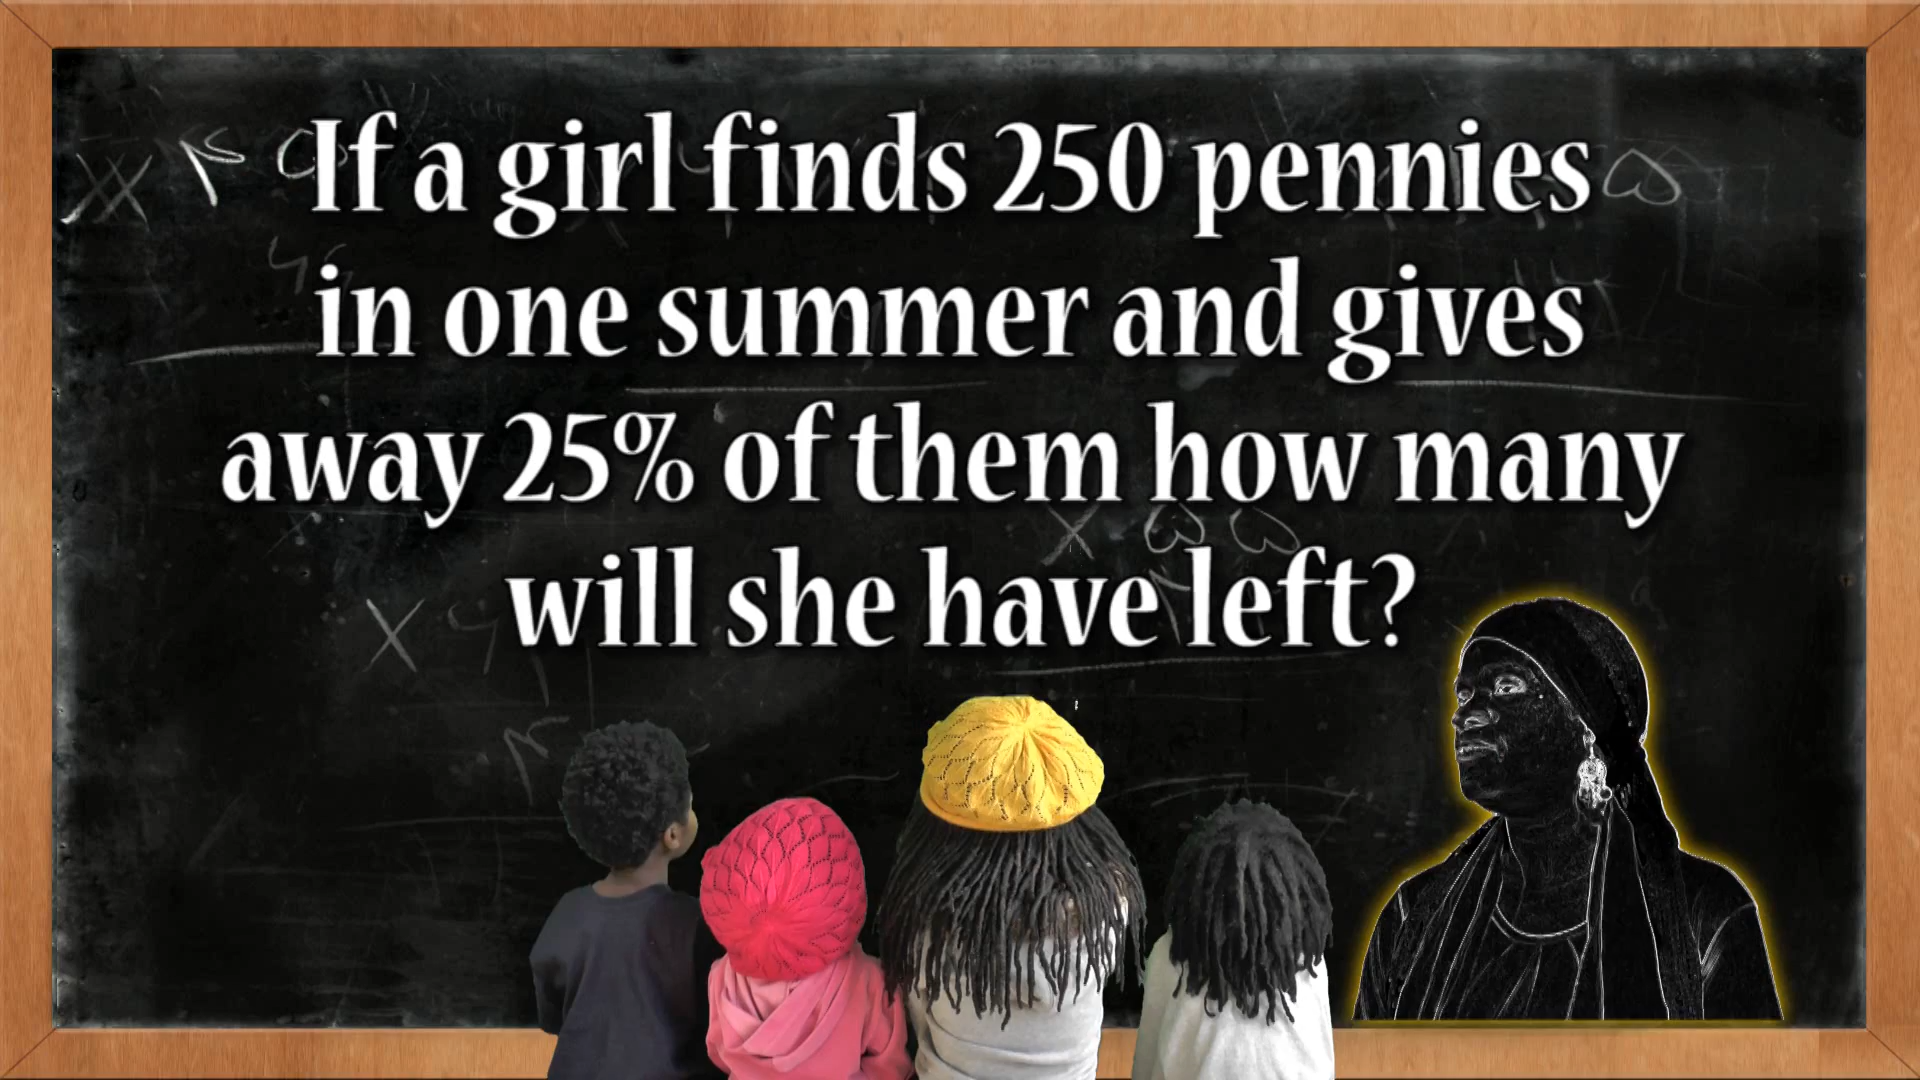 If a girl finds 250 pennies
in one summer and gives
away 25% of them how many
will she have left?